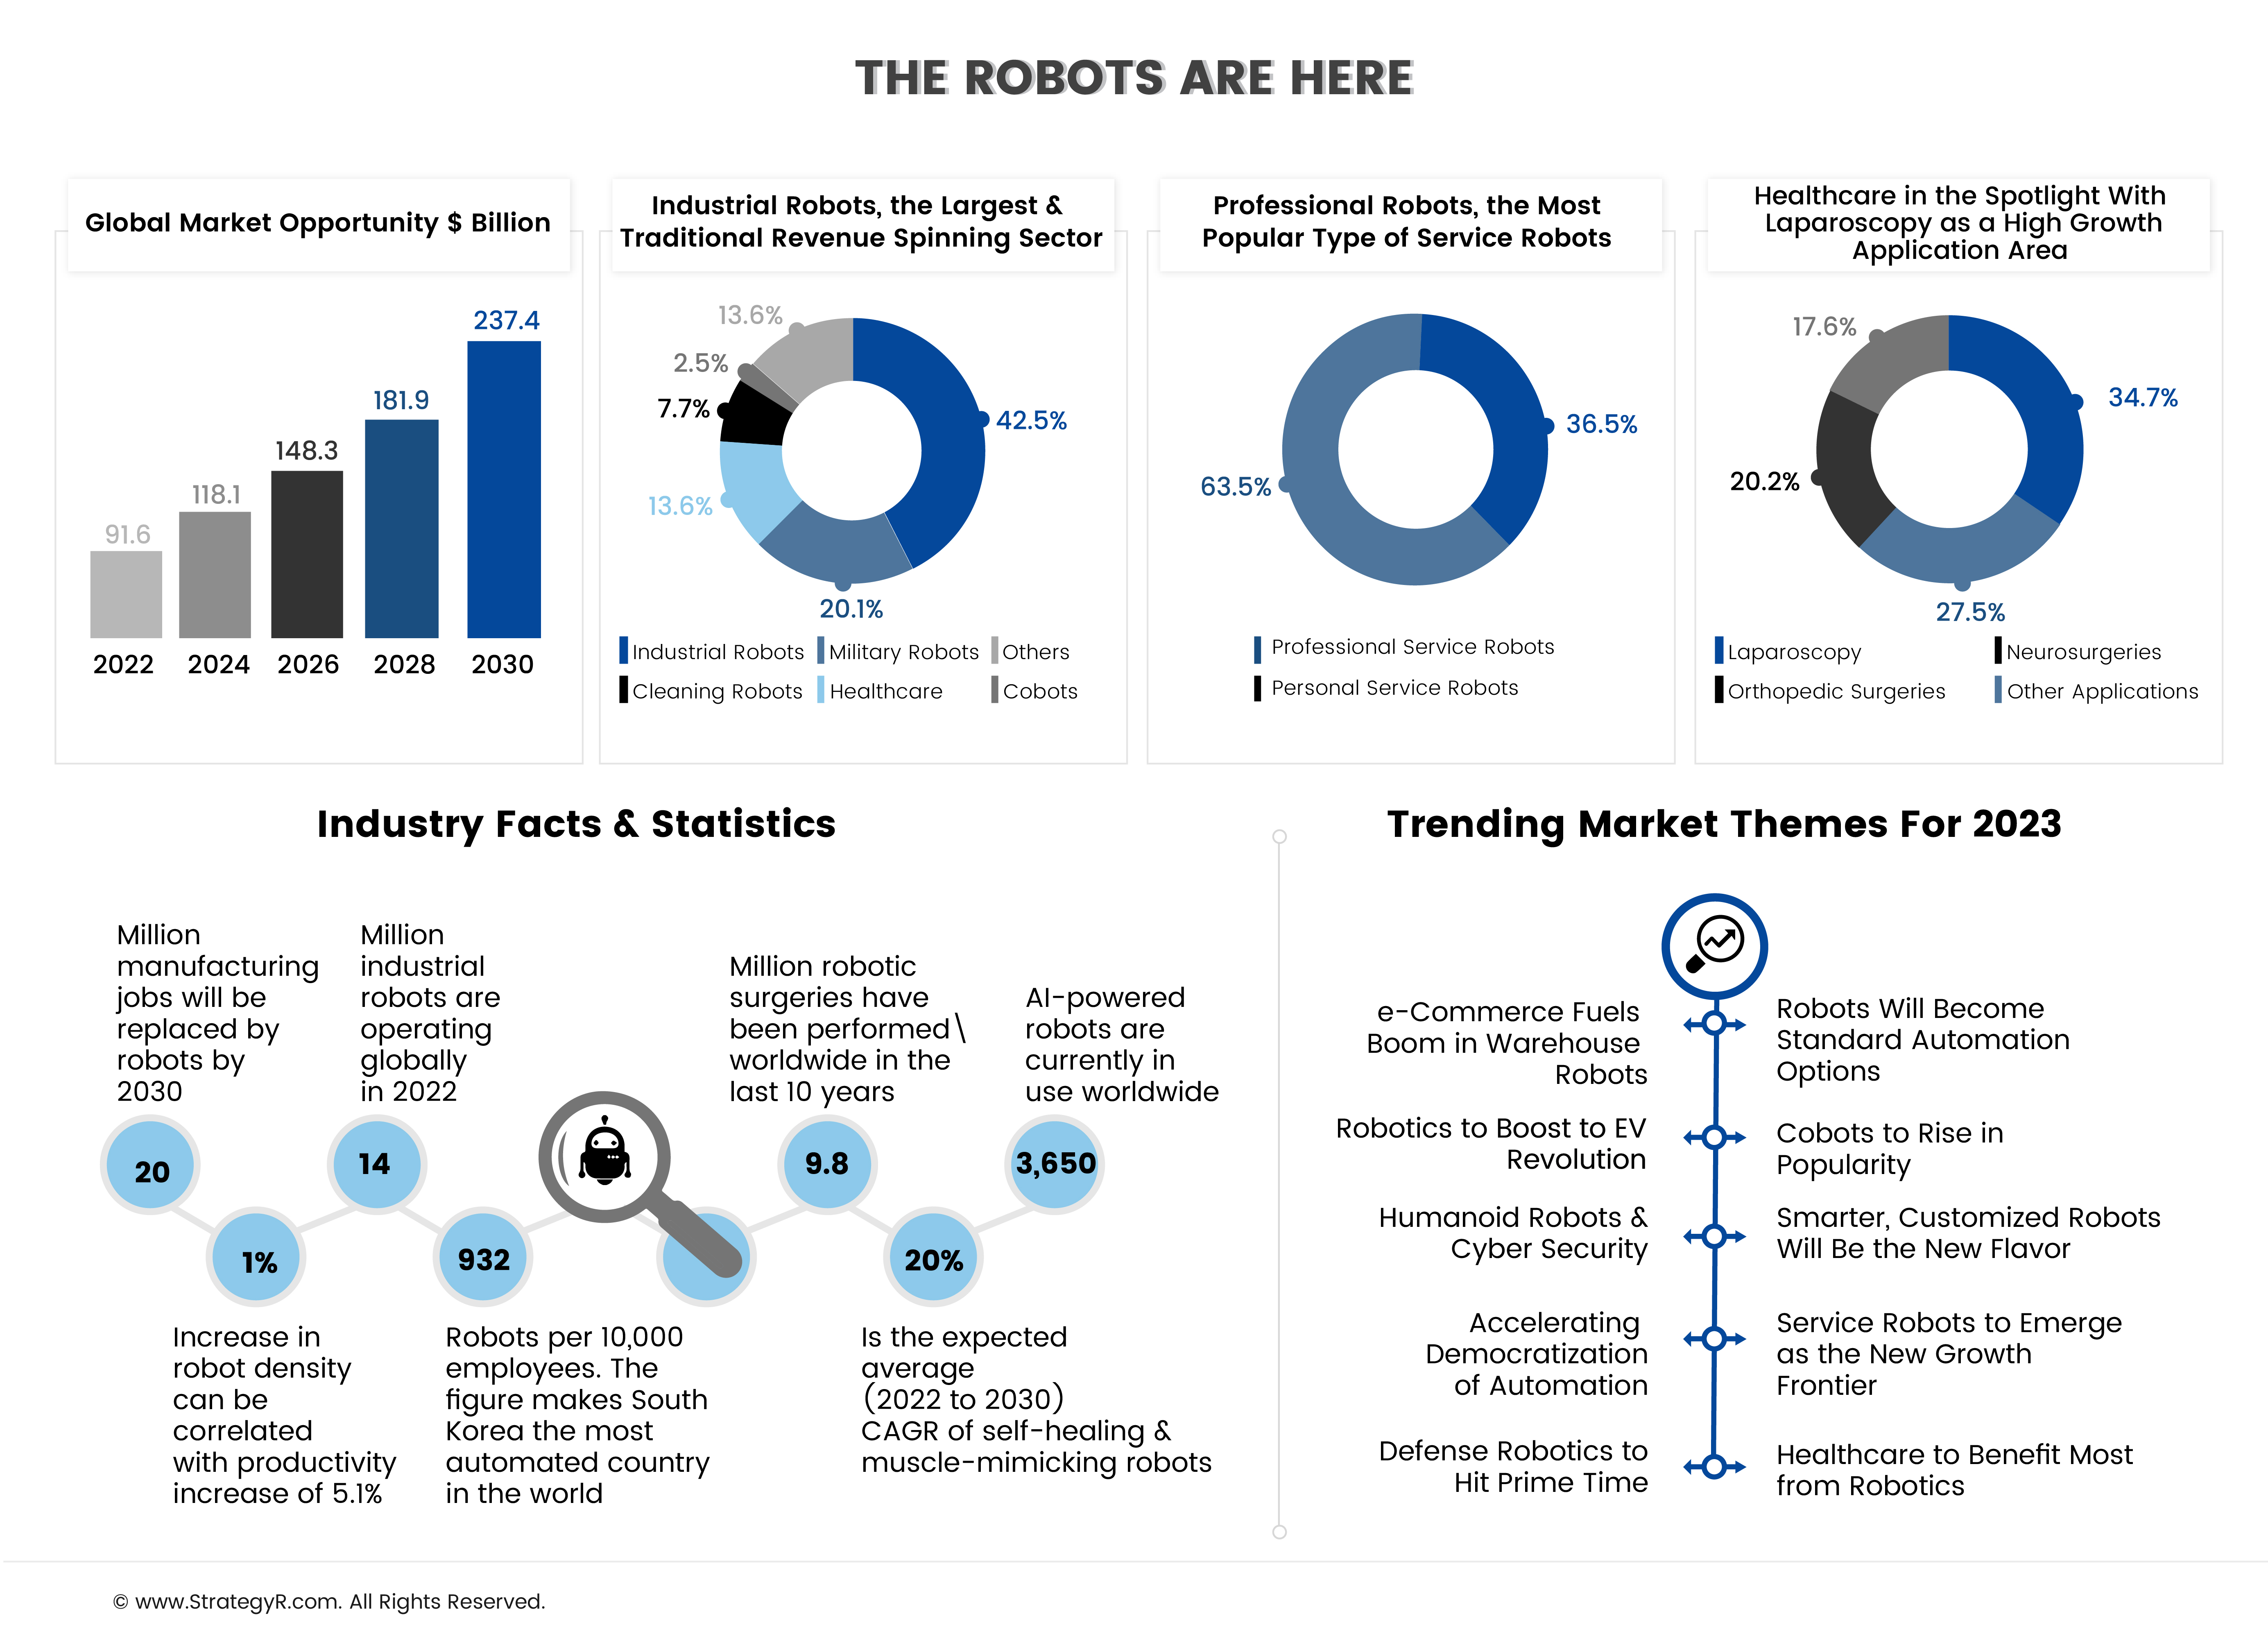 THE ROBOTS ARE HERE
Global Market Opportunity $ Billion
237.4
181.9
148.3
118.1
91.6
2022
2024
2026
2028
2030
Industrial Robots, the Largest &
Traditional Revenue Spinning Sector
13.6%
2.5%
7.7%
42.5%
13.6%
20.1%
Industrial Robots
Military Robots
Others
Cleaning Robots
Healthcare
Cobots
Professional Robots, the Most
Popular Type of Service Robots
36.5%
63.5%
Professional Service Robots
Personal Service Robots
Healthcare in the Spotlight With
Laparoscopy as a High Growth
Application Area
17.6%
34.7%
20.2%
27.5%
Laparoscopy
Neurosurgeries
Orthopedic Surgeries
Other Applications
Industry Facts & Statistics
Million
manufacturing
jobs will be
replaced by
robots by
2030
20
1%
Increase in
robot density
can be
correlated
with productivity
increase of 5.1%
Million
industrial
robots are
operating
globally
in 2022
14
932
Robots per 10,000
employees. The
figure makes South
Korea the most
automated country
in the world
Million robotic
surgeries have
been performed\
worldwide in the
last 10 years
9.8
20%
Is the expected
average
(2022 to 2030)
CAGR of self-healing &
muscle-mimicking robots
AI-powered
robots are
currently in
use worldwide
3,650
Trending Market Themes For 2023
e-Commerce Fuels
Boom in Warehouse
Robots
Robots Will Become
Standard Automation
Options
Robotics to Boost to EV
Revolution
Cobots to Rise in
Popularity
Humanoid Robots &
Cyber Security
Smarter, Customized Robots
Will Be the New Flavor
Accelerating
Democratization
of Automation
Service Robots to Emerge
as the New Growth
Frontier
Defense Robotics to
Hit Prime Time
Healthcare to Benefit Most
from Robotics
© www.StrategyR.com. All Rights Reserved.